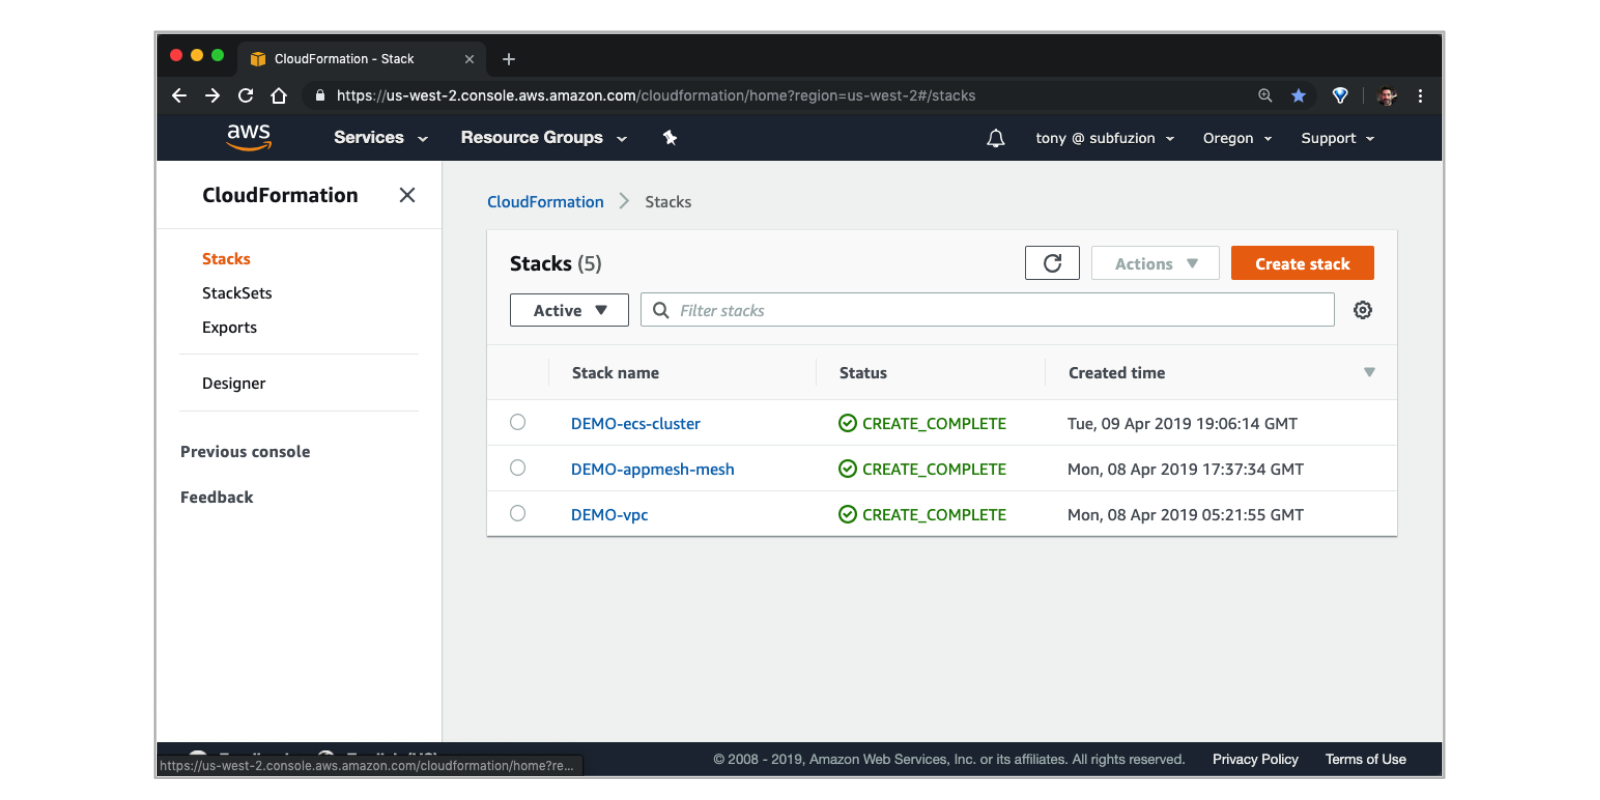 CloudFormation - Stack
https://us-west-2.console.aws.amazon.com/cloudformation/home?region=us-west-2#/stacks
aws Services Resource Groups tony @ subfuzion Oregon Support
CloudFormation
Stacks
StackSets
Exports
Designer
Previous console
Feedback
CloudFormation Stacks
Stacks (5) Actions Create stack
Active Filter stacks
Stack name Status Created time
DEMO-ecs-cluster CREATE_COMPLETE Tue, 09 Apr 2019 19:06:14 GMT
DEMO-appmesh-mesh CREATE_COMPLETE Mon, 08 Apr 2019 17:37:34 GMT
DEMO-vpc CREATE_COMPLETE Mon, 08 Apr 2019 05:21:55 GMT
https://us-west-2.console.aws.amazon.com/cloudformation/home?re...
© 2008 - 2019, Amazon Web Services, Inc. or its affiliates. All rights reserved. Privacy Policy Terms of Use